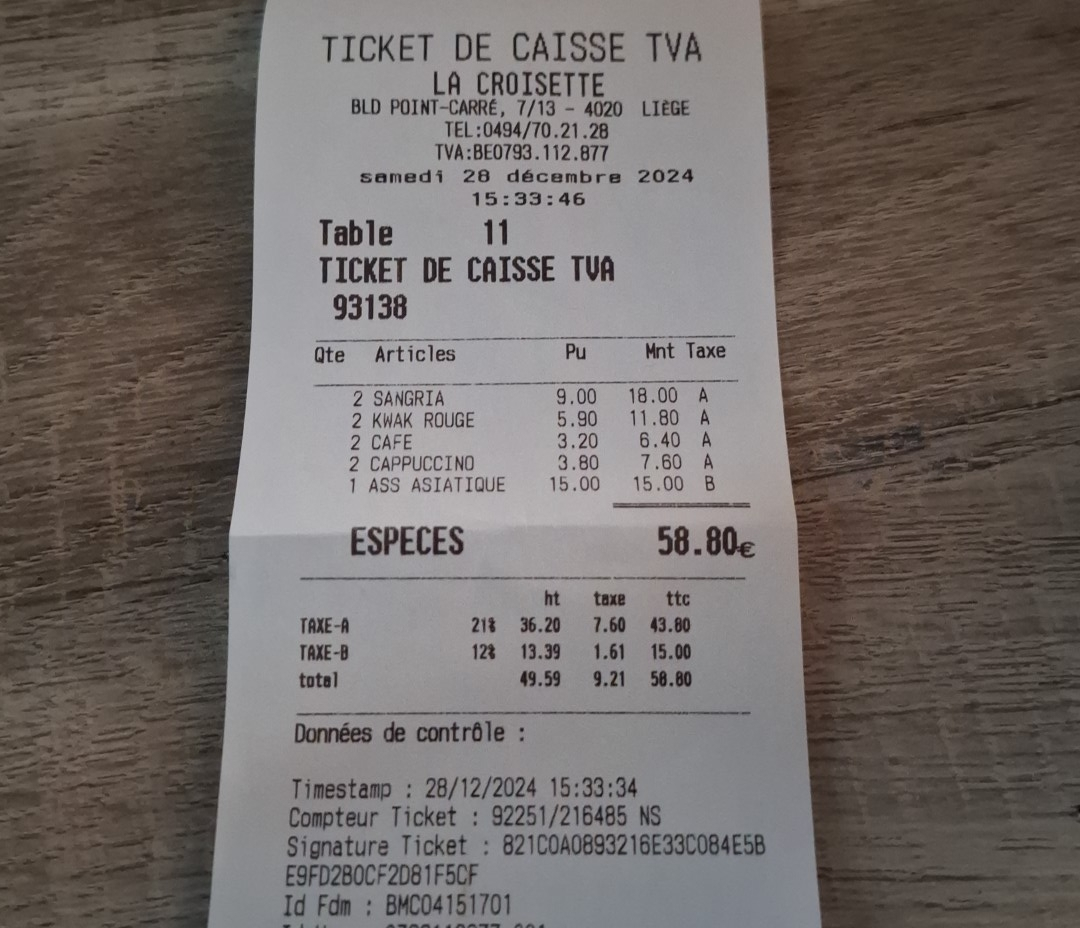 TICKET DE CAISSE TVA
LA CROISETTE
BLD POINT-CARRÉ, 7/13 - 4020 LIÈGE
TEL:0494/70.21.28
TVA:BE0793.112.877
samedi 28 décembre 2024
15:33:46
Table 11
TICKET DE CAISSE TVA
93138
Qte Articles Pu Mnt Taxe
2 SANGRIA 9.00 18.00 A
2 KWAK ROUGE 5.90 11.80 A
2 CAFE 3.20 6.40 A
2 CAPPUCCINO 3.80 7.60 A
1 ASS ASIATIQUE 15.00 15.00 B
ESPECES 58.80€
ht taxe ttc
TAXE-A 21% 36.20 7.60 43.80
TAXE-B 12% 13.39 1.61 15.00
total 49.59 9.21 58.80
Données de contrôle :
Timestamp : 28/12/2024 15:33:34
Compteur Ticket : 92251/216485 NS
Signature Ticket : 821C0A0893216E33C084E5B
E9FD2B0CF2D81F5CF
Id Fdm : BMC04151701